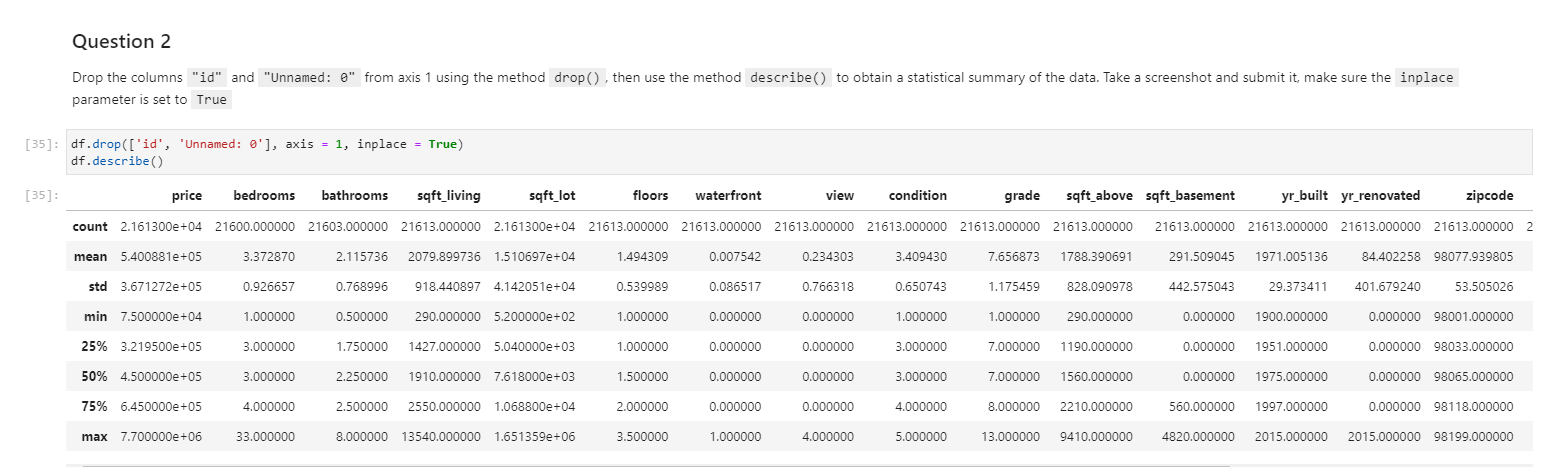 Question 2
Drop the columns "id" and "Unnamed: 0" from axis 1 using the method drop() , then use the method describe() to obtain a statistical summary of the data. Take a screenshot and submit it, make sure the inplace
parameter is set to True
[35]: df.drop(['id', 'Unnamed: 0'], axis = 1, inplace = True)
df.describe()
[35]: price bedrooms bathrooms sqft_living sqft_lot floors waterfront view condition grade sqft_above sqft_basement yr_built yr_renovated zipcode
count 2.161300e+04 21600.000000 21603.000000 21613.000000 2.161300e+04 21613.000000 21613.000000 21613.000000 21613.000000 21613.000000 21613.000000 21613.000000 21613.000000 21613.000000 21613.000000 2
mean 5.400881e+05 3.372870 2.115736 2079.899736 1.510697e+04 1.494309 0.007542 0.234303 3.409430 7.656873 1788.390691 291.509045 1971.005136 84.402258 98077.939805
std 3.671272e+05 0.926657 0.768996 918.440897 4.142051e+04 0.539989 0.086517 0.766318 0.650743 1.175459 828.090978 442.575043 29.373411 401.679240 53.505026
min 7.500000e+04 1.000000 0.500000 290.000000 5.200000e+02 1.000000 0.000000 0.000000 1.000000 1.000000 290.000000 0.000000 1900.000000 0.000000 98001.000000
25% 3.219500e+05 3.000000 1.750000 1427.000000 5.040000e+03 1.000000 0.000000 0.000000 3.000000 7.000000 1190.000000 0.000000 1951.000000 0.000000 98033.000000
50% 4.500000e+05 3.000000 2.250000 1910.000000 7.618000e+03 1.500000 0.000000 0.000000 3.000000 7.000000 1560.000000 0.000000 1975.000000 0.000000 98065.000000
75% 6.450000e+05 4.000000 2.500000 2550.000000 1.068800e+04 2.000000 0.000000 0.000000 4.000000 8.000000 2210.000000 560.000000 1997.000000 0.000000 98118.000000
max 7.700000e+06 33.000000 8.000000 13540.000000 1.651359e+06 3.500000 1.000000 4.000000 5.000000 13.000000 9410.000000 4820.000000 2015.000000 2015.000000 98199.000000